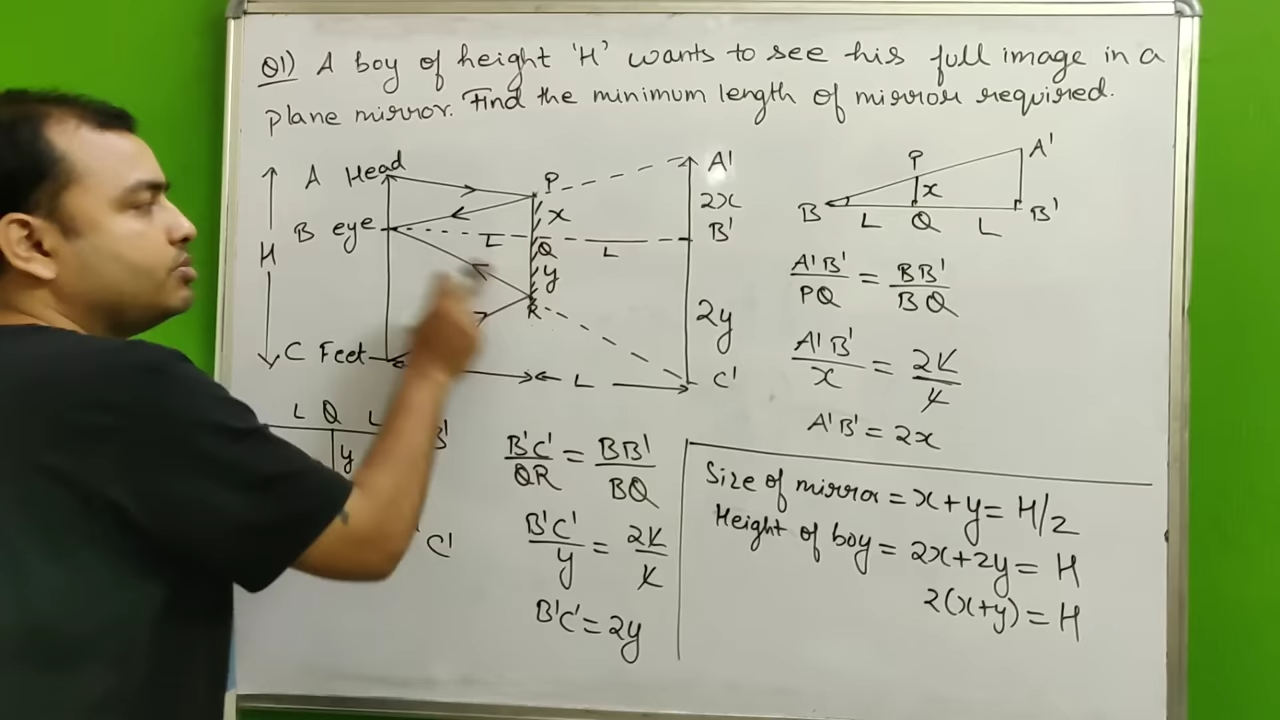 Q1) A boy of height 'H' wants to see his full image in a
plane mirror. Find the minimum length of mirror required.
A Head
B eye
H
C Feet
P
x
Q
y
R
L
L
L
A'
2x
B'
2y
C'
P
A'
x
B
L
Q
L
B'
A'B'/PQ = BB'/BQ
A'B'/x = 2L/L
A'B' = 2x
L Q L
y
B'
C'
B'C'/QR = BB'/BQ
B'C'/y = 2L/L
B'C' = 2y
Size of mirror = x+y = H/2
Height of boy = 2x+2y = H
2(x+y) = H